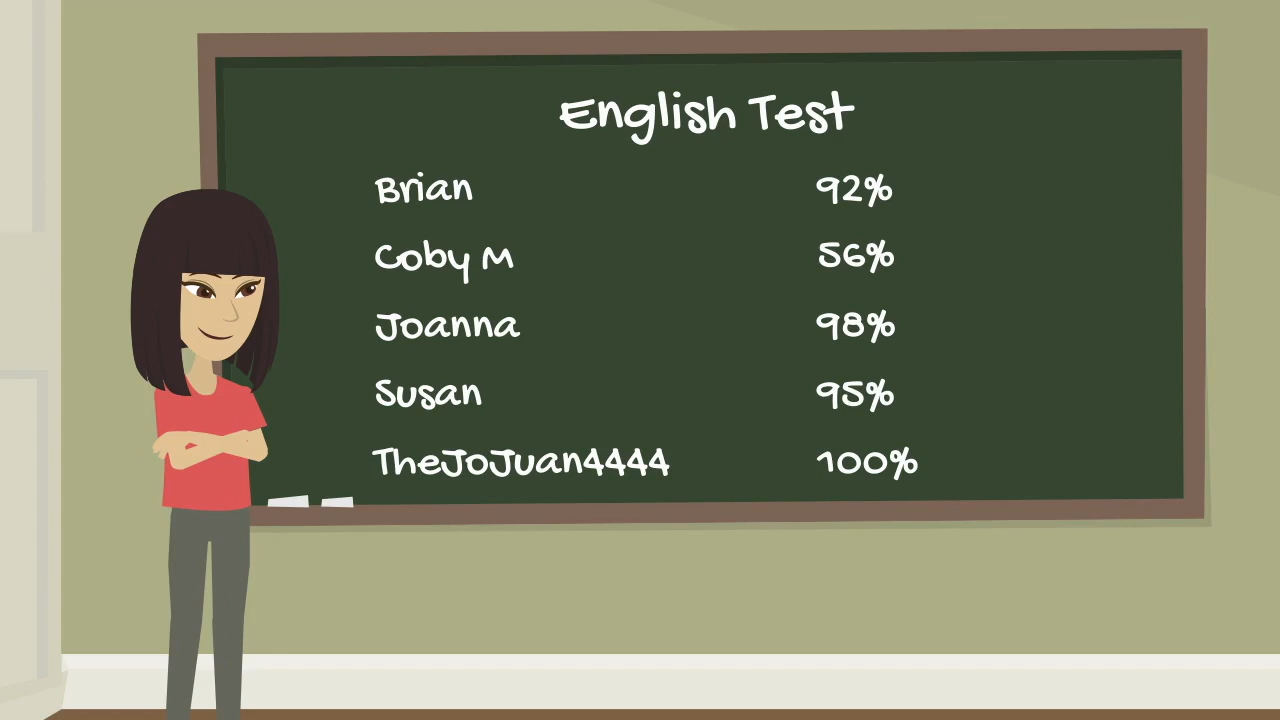 English Test
Brian 92%
Coby M 56%
Joanna 98%
Susan 95%
TheJoJuan4444 100%